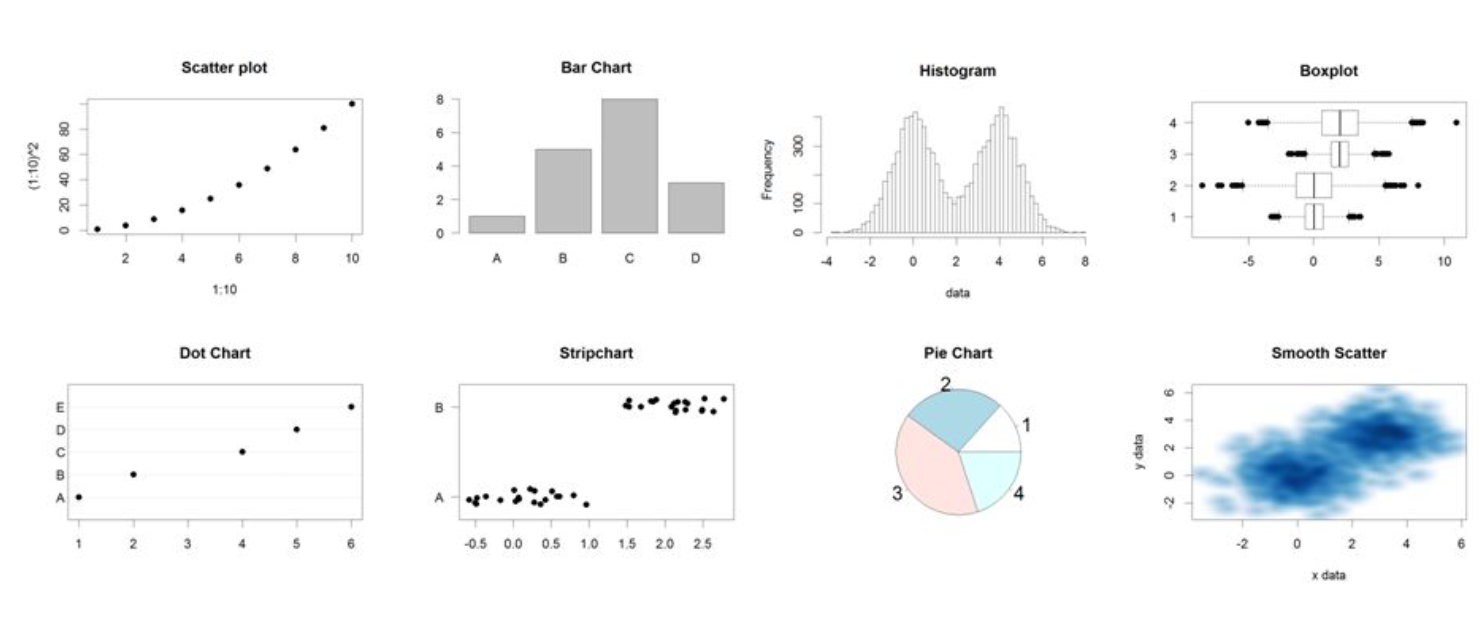 Scatter plot
(1:10)^2
0 20 40 60 80
2 4 6 8 10
1:10
Bar Chart
8
6
4
2
0
A B C D
Histogram
Frequency
0 100 300
-4 -2 0 2 4 6 8
data
Boxplot
4
3
2
1
-5 0 5 10
Dot Chart
E
D
C
B
A
1 2 3 4 5 6
Stripchart
B
A
-0.5 0.0 0.5 1.0 1.5 2.0 2.5
Pie Chart
2
1
3
4
Smooth Scatter
y data
-2 0 2 4 6
-2 0 2 4 6
x data